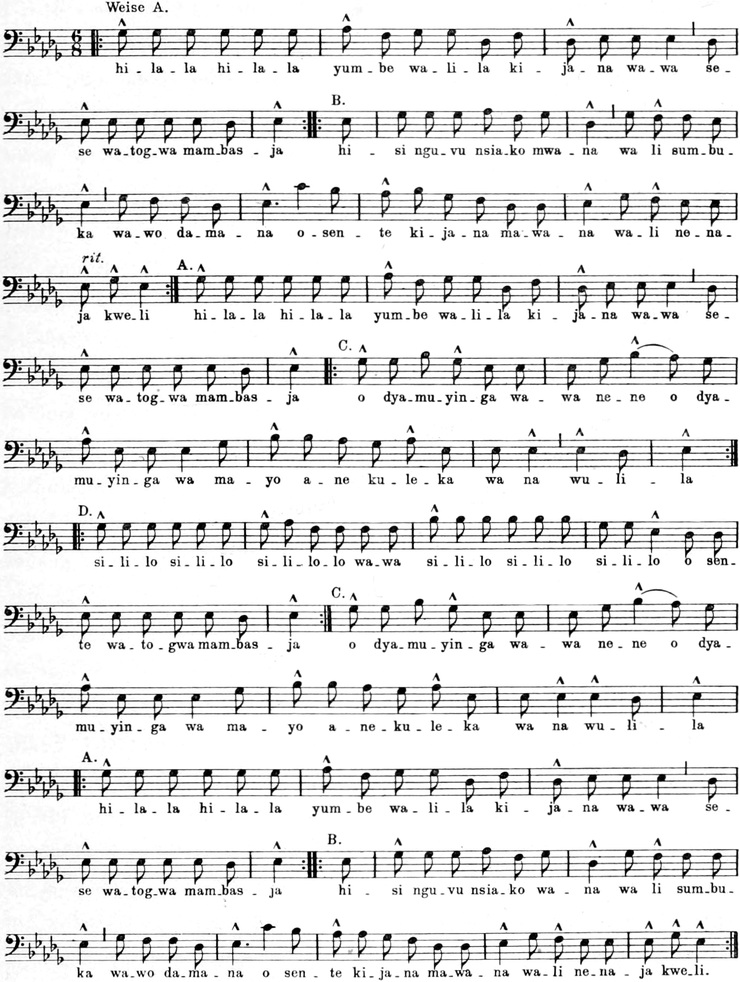 Weise A.
hi-la-la hi-la-la yum-be wa-li-la ki-ja-na wa-wa se-
B.
se wa-tog-wa mam-bas-ja hi-si ngu-vu nsia-ko mwa-na wa li sum-bu-
ka wa-wo da-ma-na o-sen-te ki-ja-na ma-wa-na wa-li ne-na-
rit. A.
ja kwe-li hi-la-la hi-la-la yum-be wa-li-la ki-ja-na wa-wa se-
C.
se wa-tog-wa mam-bas-ja o dya-mu-yin-ga wa-wa ne-ne o dya-
mu-yin-ga wa ma-yo a-ne ku-le-ka wa na wu-li-la
D.
si-li-lo si-li-lo si-li-lo-lo wa-wa si-li-lo si-li-lo si-li-lo o sen-
C.
te wa-to-gwa mam-bas-ja o dya-mu-yin-ga wa-wa ne-ne o dya-
mu-yin-ga wa ma-yo a-ne-ku-le-ka wa na wu-li-la
A.
hi-la-la hi-la-la yum-be wa-li-la ki-ja-na wa-wa se-
B.
se wa-tog-wa mam-bas-ja hi-si ngu-vu nsia-ko wa-na wa li sum-bu-
ka wa-wo da-ma-na o sen-te ki-ja-na ma-wa-na wa-li ne-na-ja kwe-li.